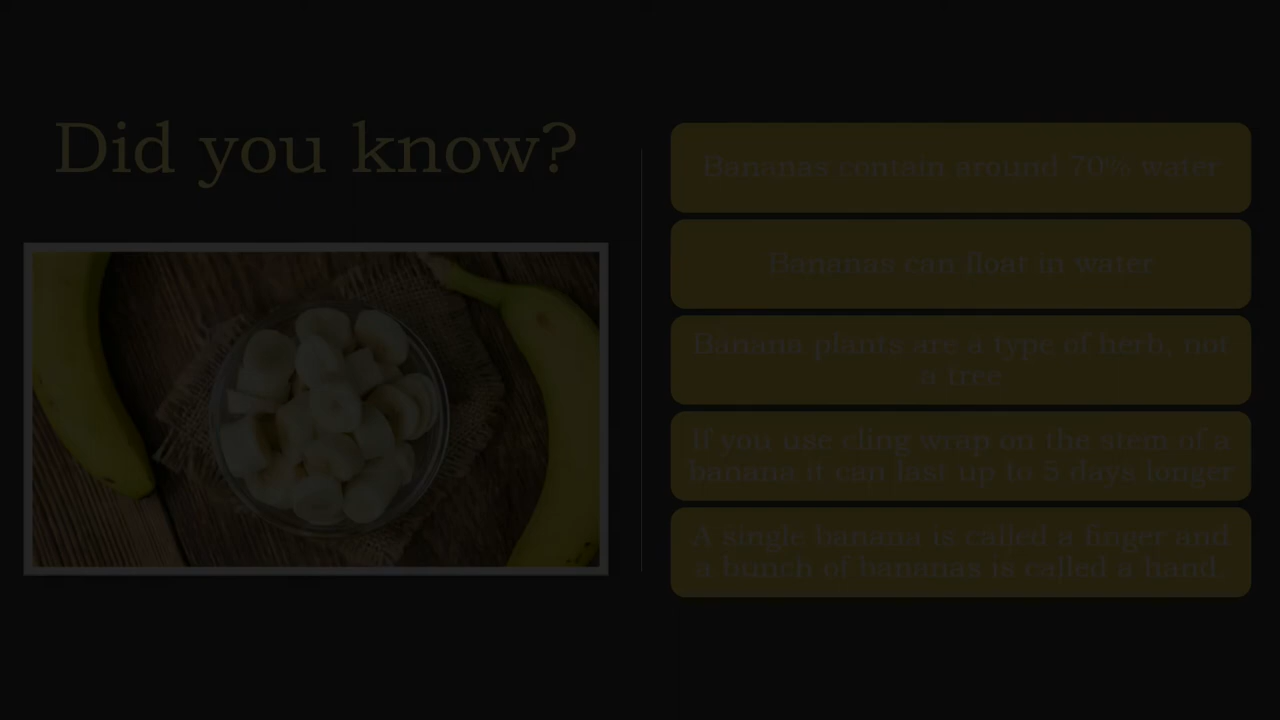 Did you know?
Bananas contain around 70% water
Bananas can float in water
Banana plants are a type of herb, not
a tree
If you use cling wrap on the stem of a
banana it can last up to 5 days longer
A single banana is called a finger and
a bunch of bananas is called a hand.